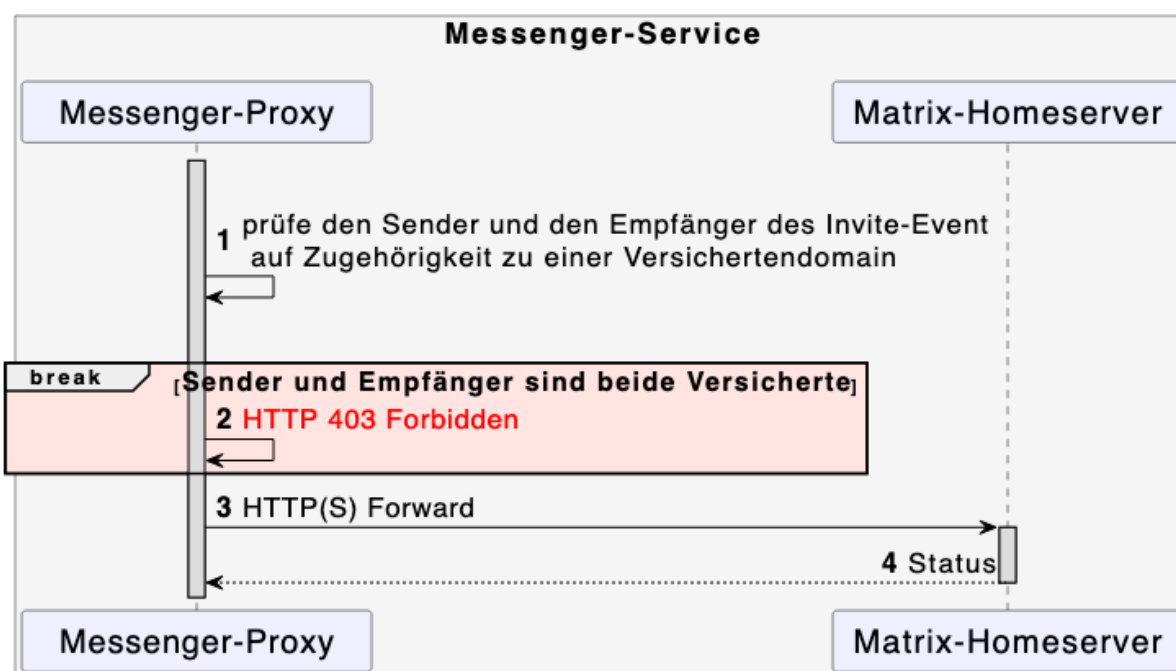 Messenger-Service
Messenger-Proxy
Matrix-Homeserver
1 prüfe den Sender und den Empfänger des Invite-Event
auf Zugehörigkeit zu einer Versichertendomain
break
[Sender und Empfänger sind beide Versicherte]
2 HTTP 403 Forbidden
3 HTTP(S) Forward
4 Status
Messenger-Proxy
Matrix-Homeserver